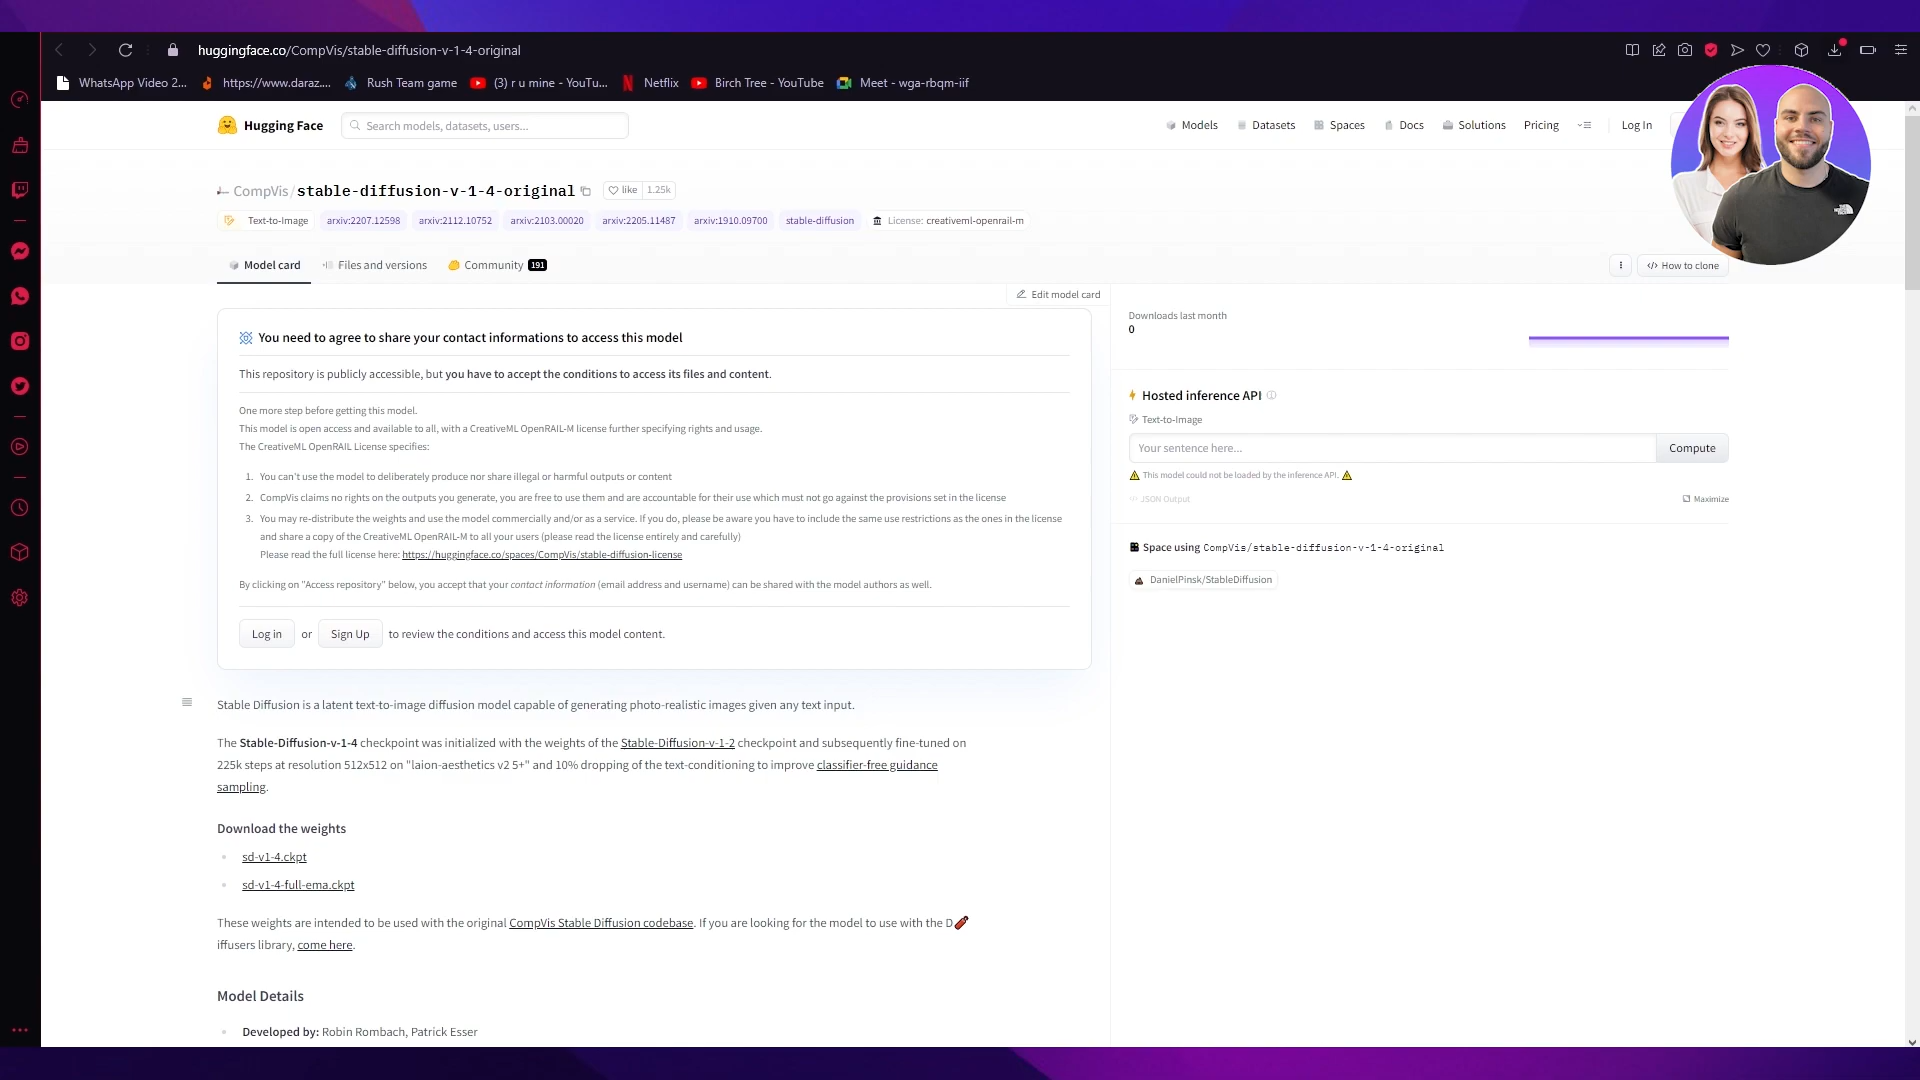 huggingface.co/CompVis/stable-diffusion-v-1-4-original
WhatsApp Video 2...
https://www.daraz....
Rush Team game
(3) r u mine - YouTu...
Netflix
Birch Tree - YouTube
Meet - wga-rbqm-iif
Hugging Face
Search models, datasets, users...
Models
Datasets
Spaces
Docs
Solutions
Pricing
Log In
CompVis/stable-diffusion-v-1-4-original
like 1.25k
Text-to-Image
arxiv:2207.12598
arxiv:2112.10752
arxiv:2103.00020
arxiv:2205.11487
arxiv:1910.09700
stable-diffusion
License: creativeml-openrail-m
Model card
Files and versions
Community 191
How to clone
Edit model card
You need to agree to share your contact informations to access this model
This repository is publicly accessible, but you have to accept the conditions to access its files and content.
One more step before getting this model.
This model is open access and available to all, with a CreativeML OpenRAIL-M license further specifying rights and usage.
The CreativeML OpenRAIL License specifies:
1. You can't use the model to deliberately produce nor share illegal or harmful outputs or content
2. CompVis claims no rights on the outputs you generate, you are free to use them and are accountable for their use which must not go against the provisions set in the license
3. You may re-distribute the weights and use the model commercially and/or as a service. If you do, please be aware you have to include the same use restrictions as the ones in the license
and share a copy of the CreativeML OpenRAIL-M to all your users (please read the license entirely and carefully)
Please read the full license here: https://huggingface.co/spaces/CompVis/stable-diffusion-license
By clicking on "Access repository" below, you accept that your contact information (email address and username) can be shared with the model authors as well.
Log in or Sign Up to review the conditions and access this model content.
Stable Diffusion is a latent text-to-image diffusion model capable of generating photo-realistic images given any text input.
The Stable-Diffusion-v-1-4 checkpoint was initialized with the weights of the Stable-Diffusion-v-1-2 checkpoint and subsequently fine-tuned on
225k steps at resolution 512x512 on "laion-aesthetics v2 5+" and 10% dropping of the text-conditioning to improve classifier-free guidance
sampling.
Download the weights
sd-v1-4.ckpt
sd-v1-4-full-ema.ckpt
These weights are intended to be used with the original CompVis Stable Diffusion codebase. If you are looking for the model to use with the D🧨
iffusers library, come here.
Model Details
Developed by: Robin Rombach, Patrick Esser
Downloads last month
0
Hosted inference API
Text-to-Image
Your sentence here...
Compute
This model could not be loaded by the inference API.
JSON Output
Maximize
Space using CompVis/stable-diffusion-v-1-4-original
DanielPinsk/StableDiffusion
THE NORTH FACE